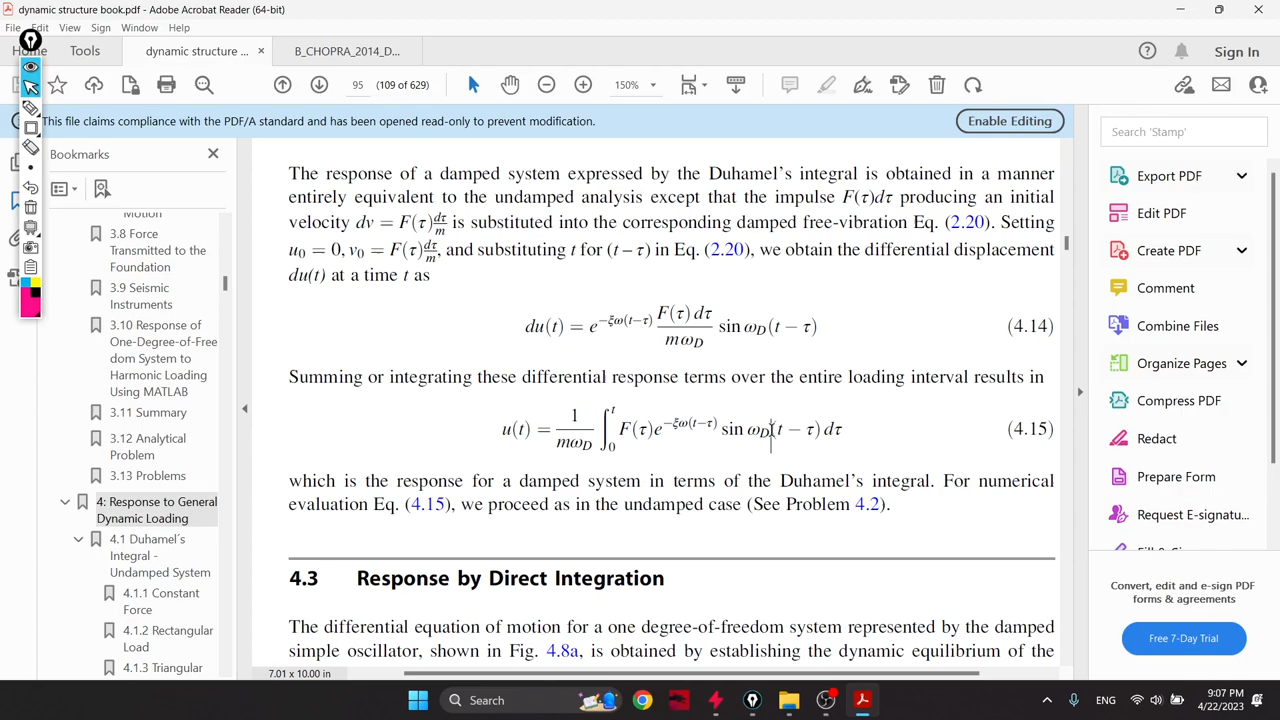 dynamic structure book.pdf - Adobe Acrobat Reader (64-bit)
File Edit View Sign Window Help
Home Tools dynamic structure ... × B_CHOPRA_2014_D... Sign In
95 (109 of 629) 150%
This file claims compliance with the PDF/A standard and has been opened read-only to prevent modification. Enable Editing
Bookmarks
Motion
3.8 Force
Transmitted to the
Foundation
3.9 Seismic
Instruments
3.10 Response of
One-Degree-of-Free
dom System to
Harmonic Loading
Using MATLAB
3.11 Summary
3.12 Analytical
Problem
3.13 Problems
4: Response to General
Dynamic Loading
4.1 Duhamel´s
Integral -
Undamped System
4.1.1 Constant
Force
4.1.2 Rectangular
Load
4.1.3 Triangular
The response of a damped system expressed by the Duhamel's integral is obtained in a manner
entirely equivalent to the undamped analysis except that the impulse F(τ)dτ producing an initial
velocity dv = F(τ) dτ/m is substituted into the corresponding damped free-vibration Eq. (2.20). Setting
u₀ = 0, v₀ = F(τ) dτ/m, and substituting t for (t − τ) in Eq. (2.20), we obtain the differential displacement
du(t) at a time t as
du(t) = e^{−ξω(t−τ)} F(τ) dτ / mω_D sin ω_D(t − τ) (4.14)
Summing or integrating these differential response terms over the entire loading interval results in
u(t) = 1/mω_D ∫₀ᵗ F(τ)e^{−ξω(t−τ)} sin ω_D(t − τ) dτ (4.15)
which is the response for a damped system in terms of the Duhamel's integral. For numerical
evaluation Eq. (4.15), we proceed as in the undamped case (See Problem 4.2).
4.3 Response by Direct Integration
The differential equation of motion for a one degree-of-freedom system represented by the damped
simple oscillator, shown in Fig. 4.8a, is obtained by establishing the dynamic equilibrium of the
7.01 x 10.00 in
Search 'Stamp'
Export PDF
Edit PDF
Create PDF
Comment
Combine Files
Organize Pages
Compress PDF
Redact
Prepare Form
Request E-signatu...
Convert, edit and e-sign PDF
forms & agreements
Free 7-Day Trial
Search
ENG 9:07 PM
4/22/2023